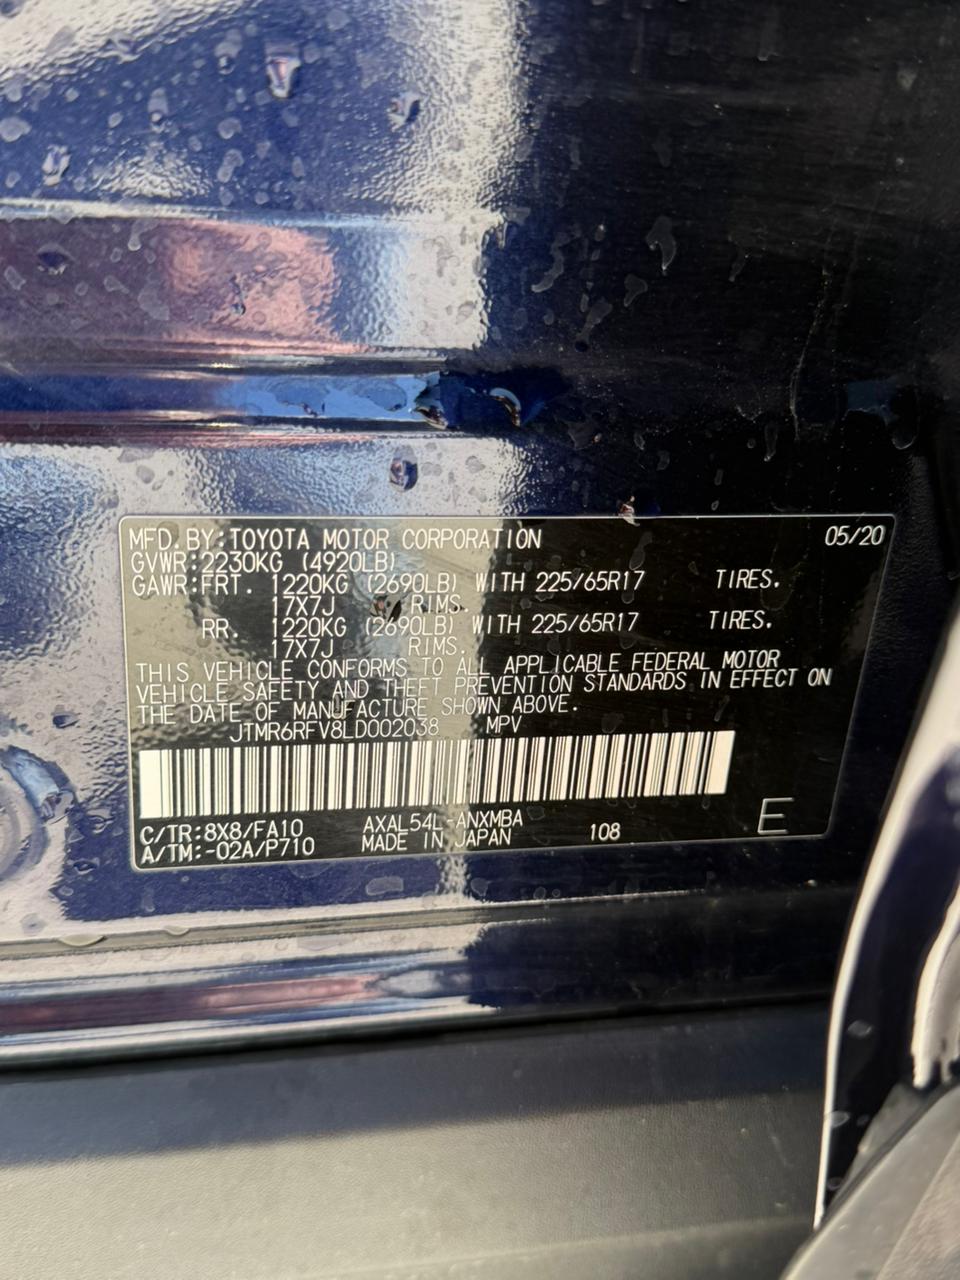 MFD. BY: TOYOTA MOTOR CORPORATION 05/20
GVWR: 2230KG (4920LB)
GAWR: FRT. 1220KG (2690LB) WITH 225/65R17 TIRES.
17X7J RIMS.
RR. 1220KG (2690LB) WITH 225/65R17 TIRES.
17X7J RIMS.
THIS VEHICLE CONFORMS TO ALL APPLICABLE FEDERAL MOTOR
VEHICLE SAFETY AND THEFT PREVENTION STANDARDS IN EFFECT ON
THE DATE OF MANUFACTURE SHOWN ABOVE.
JTMR6RFV8LD002038 MPV
C/TR: 8X8/FA10 AXAL54L-ANXMBA 108 E
A/TM: -02A/P710 MADE IN JAPAN